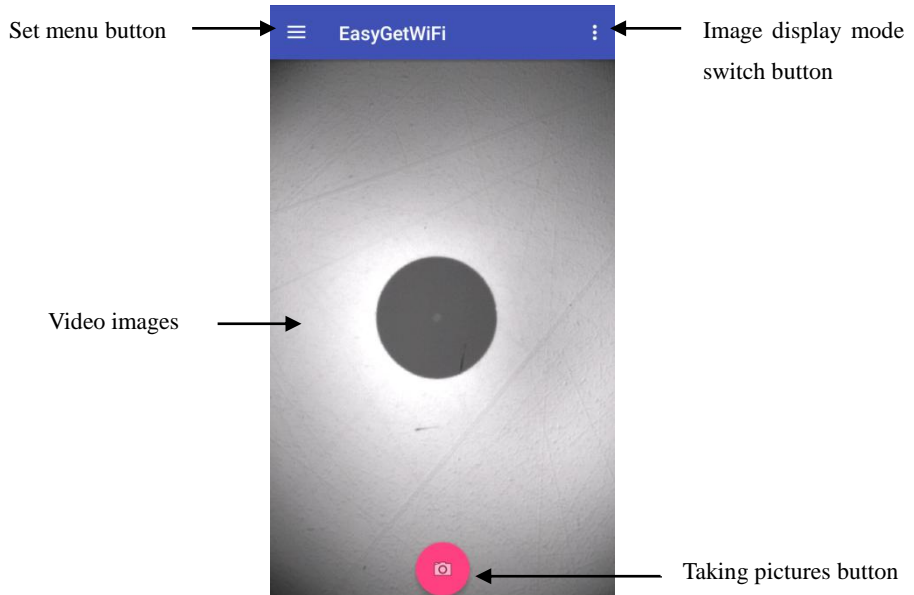 Set menu button
EasyGetWiFi
Image display mode
switch button
Video images
Taking pictures button